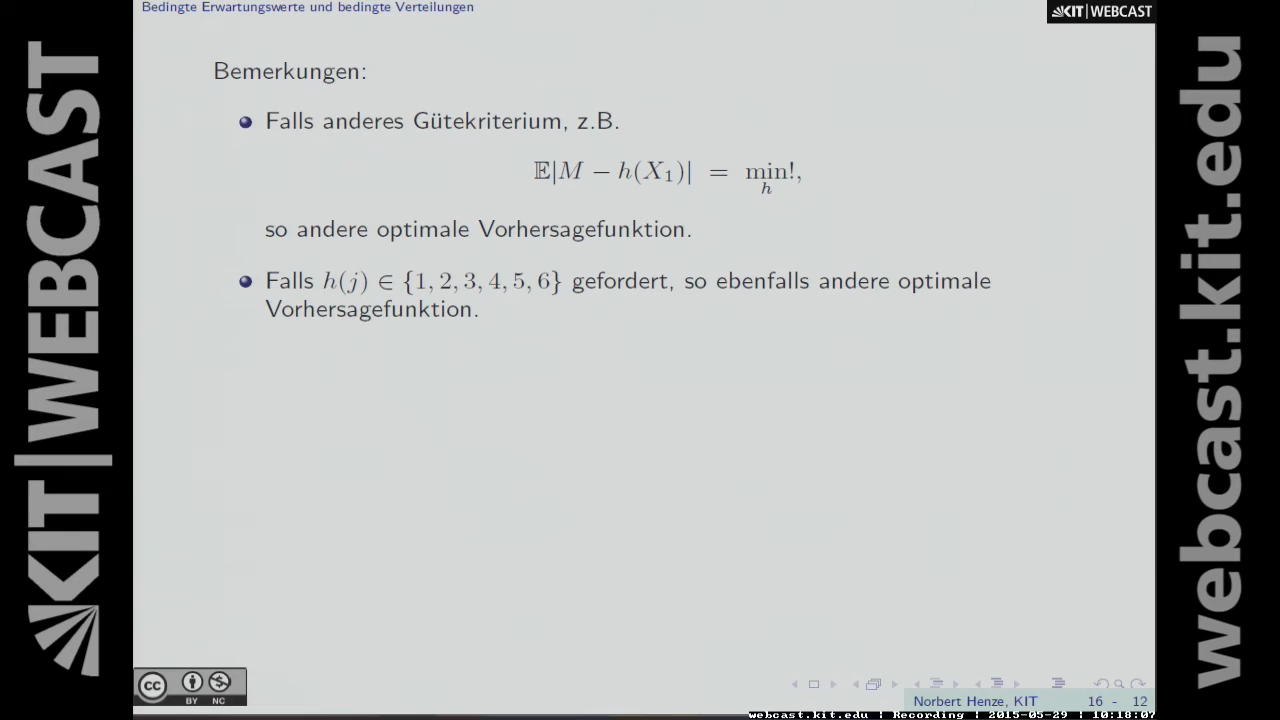 Bedingte Erwartungswerte und bedingte Verteilungen
KIT | WEBCAST
Bemerkungen:
Falls anderes Gütekriterium, z.B.
𝔼|M − h(X₁)| = min!,
h
so andere optimale Vorhersagefunktion.
Falls h(j) ∈ {1, 2, 3, 4, 5, 6} gefordert, so ebenfalls andere optimale
Vorhersagefunktion.
KIT | WEBCAST
webcast.kit.edu
cc BY NC
Norbert Henze, KIT 16 - 12
webcast.kit.edu | Recording | 2015-05-29 | 10:18:07